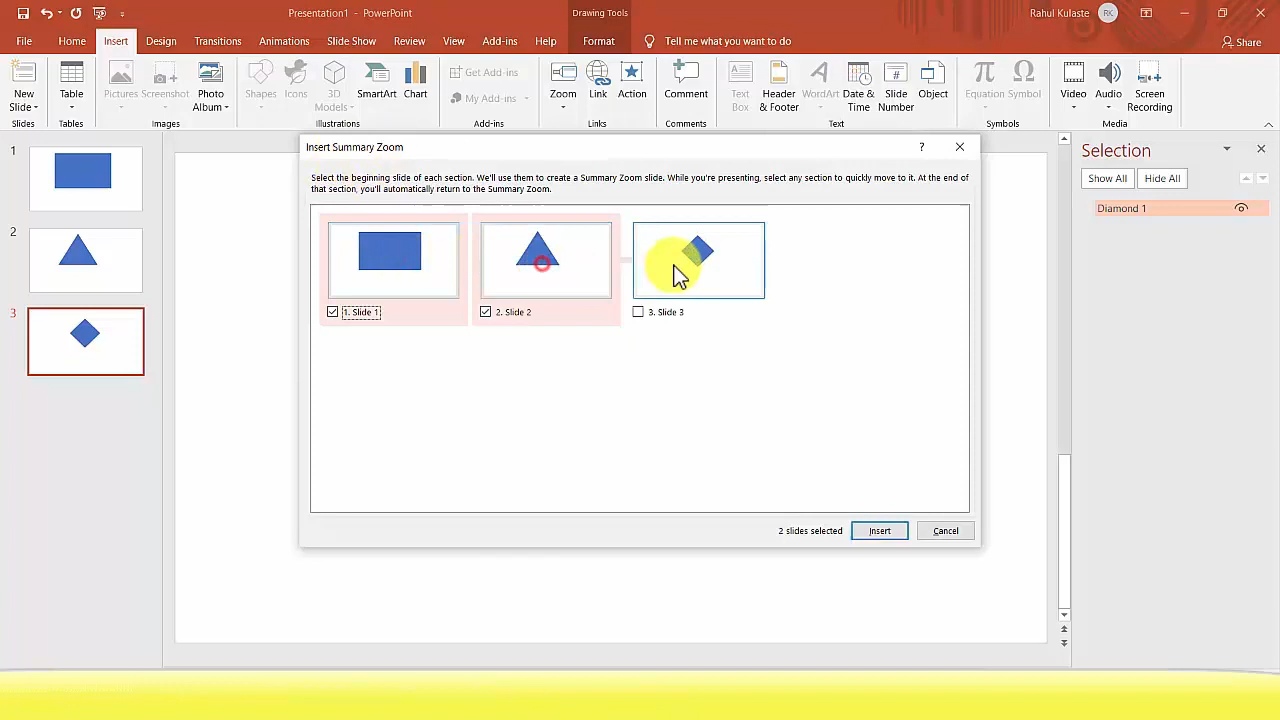 Presentation1 - PowerPoint
Drawing Tools
Rahul Kulaste
RK
File
Home
Insert
Design
Transitions
Animations
Slide Show
Review
View
Add-ins
Help
Format
Tell me what you want to do
Share
New
Slide
Table
Pictures
Screenshot
Photo
Album
Shapes
Icons
3D
Models
SmartArt
Chart
Get Add-ins
My Add-ins
Zoom
Link
Action
Comment
Text
Box
Header
& Footer
WordArt
Date &
Time
Slide
Number
Object
Equation
Symbol
Video
Audio
Screen
Recording
Slides
Tables
Images
Illustrations
Add-ins
Links
Comments
Text
Symbols
Media
1
2
3
Insert Summary Zoom
?
Select the beginning slide of each section. We'll use them to create a Summary Zoom slide. While you're presenting, select any section to quickly move to it. At the end
of that section, you'll automatically return to the Summary Zoom.
1. Slide 1
2. Slide 2
3. Slide 3
2 slides selected
Insert
Cancel
Selection
Show All
Hide All
Diamond 1